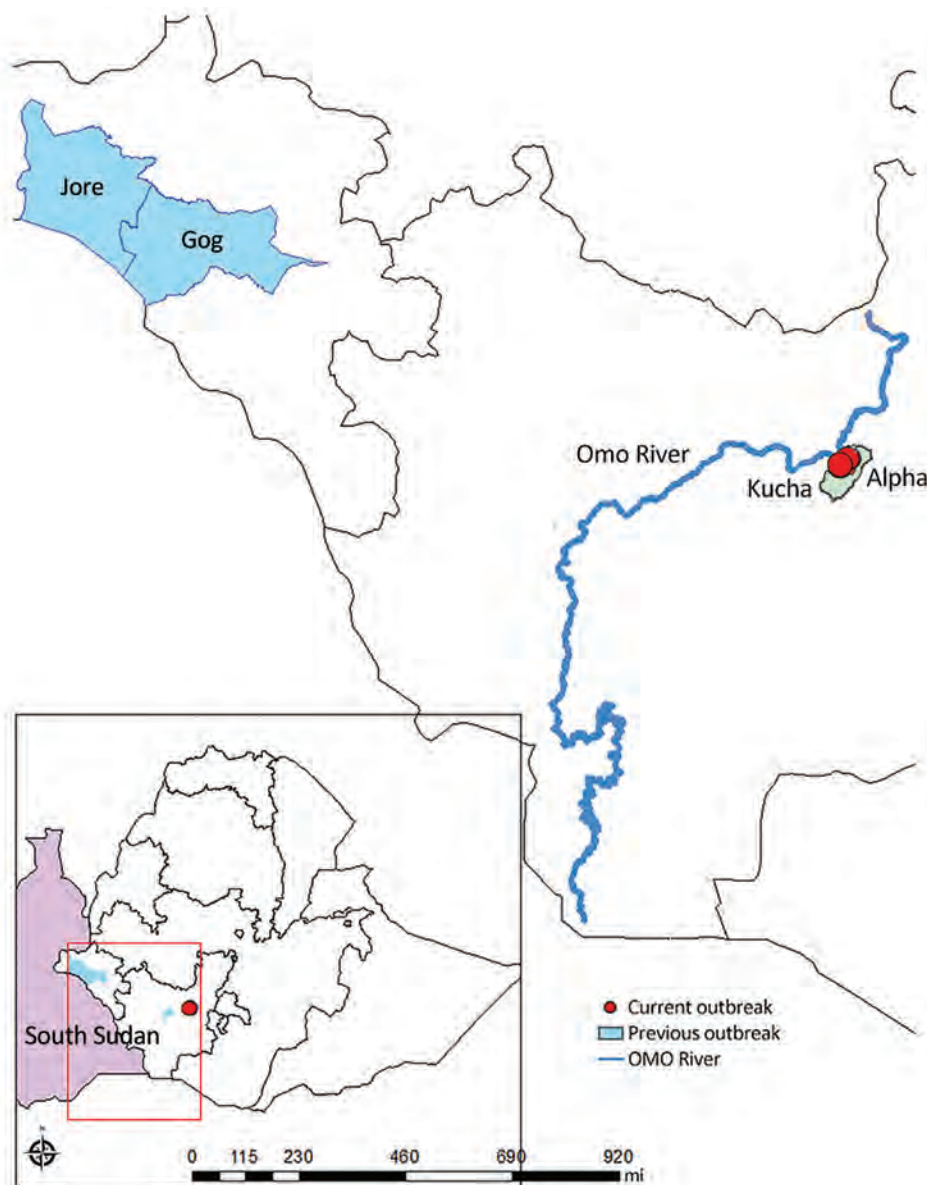 Jore
Gog
Omo River
Kucha
Alpha
South Sudan
Current outbreak
Previous outbreak
OMO River
0 115 230 460 690 920
mi